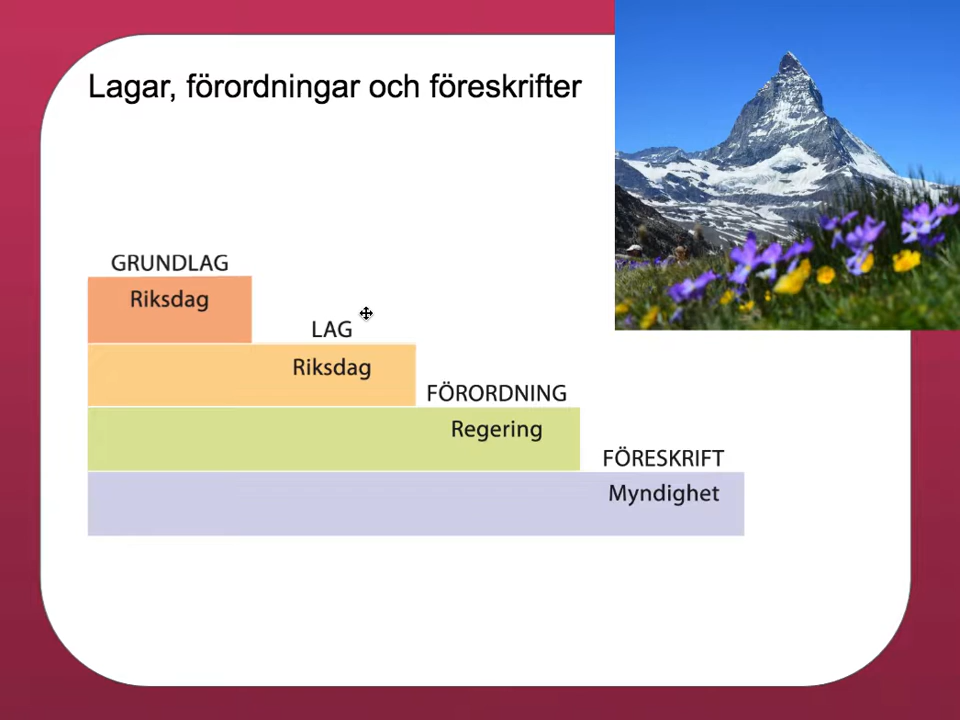 Lagar, förordningar och föreskrifter
GRUNDLAG
Riksdag
LAG
Riksdag
FÖRORDNING
Regering
FÖRESKRIFT
Myndighet